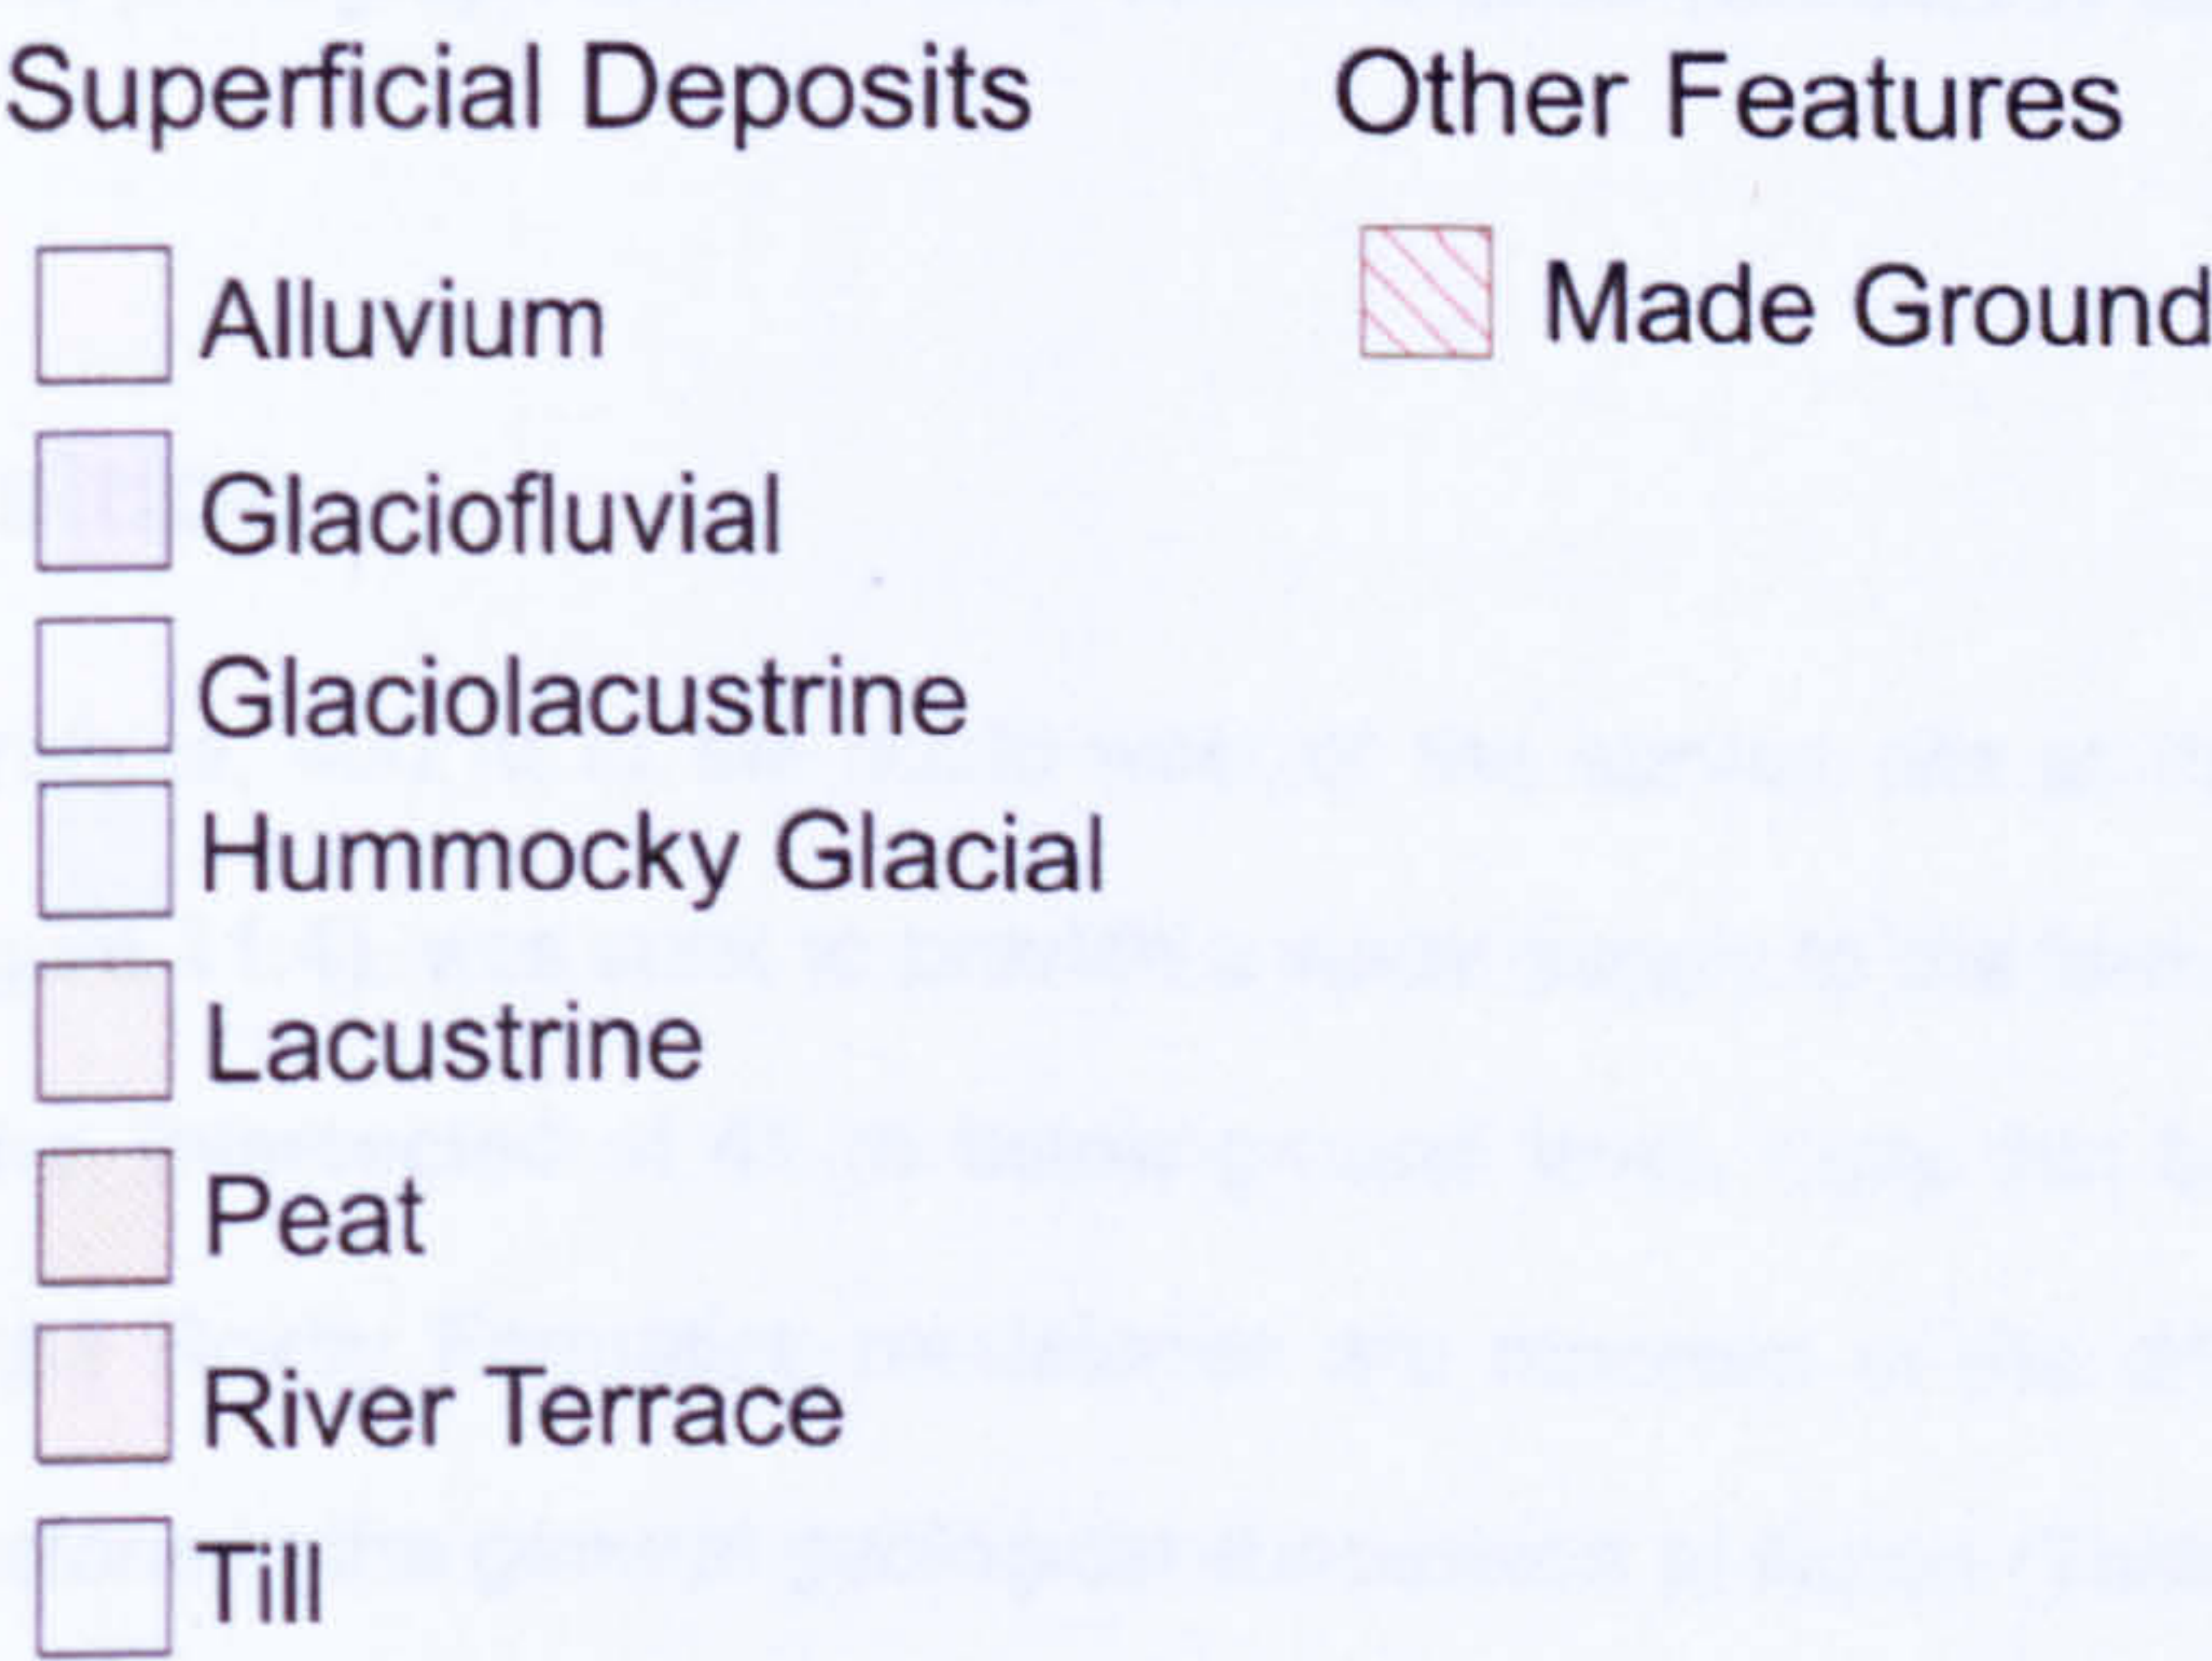 Superficial Deposits
Alluvium
Glaciofluvial
Glaciolacustrine
Hummocky Glacial
Lacustrine
Peat
River Terrace
Till
Other Features
Made Ground